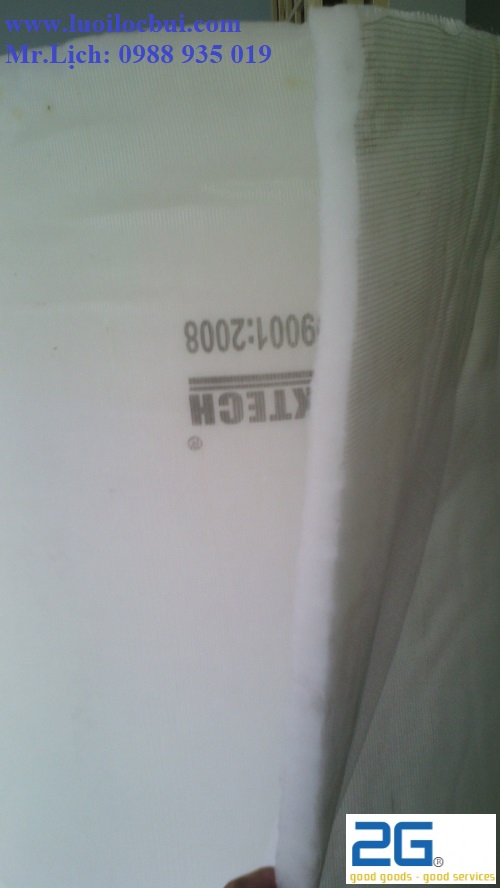 www.luoilocbui.com
Mr.Lịch: 0988 935 019
9001:2008
KTECH
®
2G®
good goods - good services